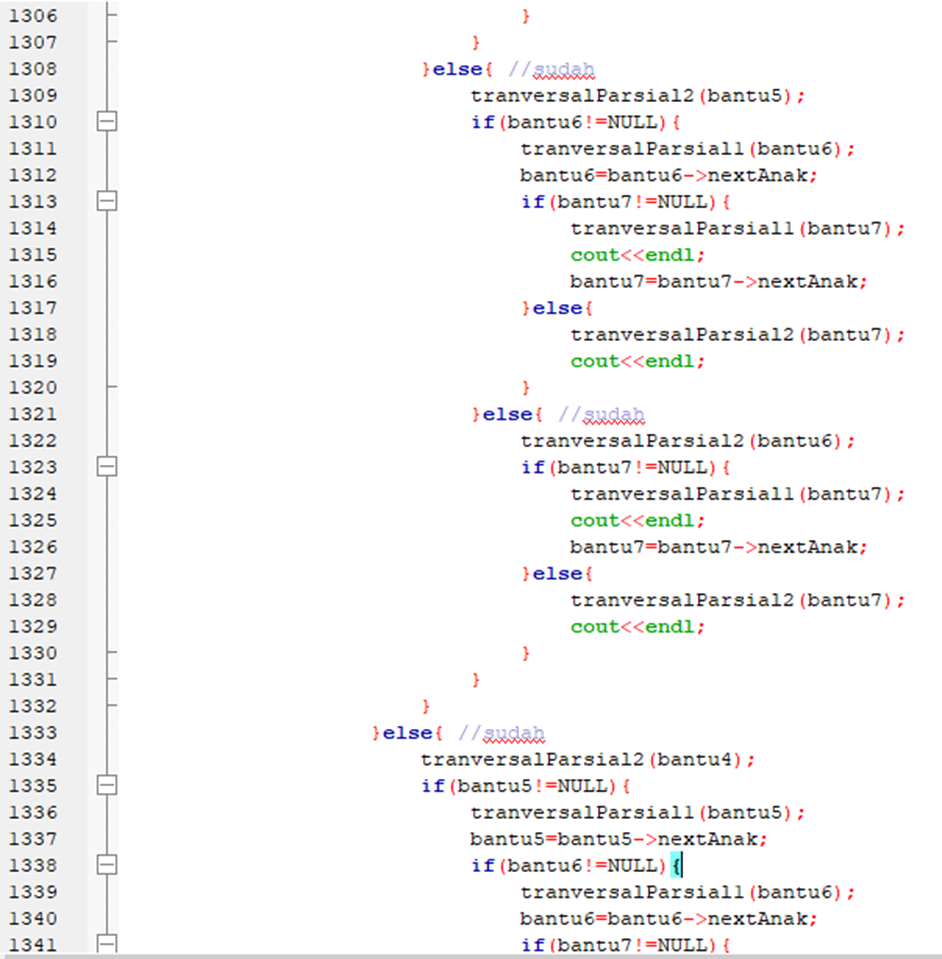 1306 }
1307 }
1308 }else{ //sudah
1309 tranversalParsial2(bantu5);
1310 if(bantu6!=NULL){
1311 tranversalParsial1(bantu6);
1312 bantu6=bantu6->nextAnak;
1313 if(bantu7!=NULL){
1314 tranversalParsial1(bantu7);
1315 cout<<endl;
1316 bantu7=bantu7->nextAnak;
1317 }else{
1318 tranversalParsial2(bantu7);
1319 cout<<endl;
1320 }
1321 }else{ //sudah
1322 tranversalParsial2(bantu6);
1323 if(bantu7!=NULL){
1324 tranversalParsial1(bantu7);
1325 cout<<endl;
1326 bantu7=bantu7->nextAnak;
1327 }else{
1328 tranversalParsial2(bantu7);
1329 cout<<endl;
1330 }
1331 }
1332 }
1333 }else{ //sudah
1334 tranversalParsial2(bantu4);
1335 if(bantu5!=NULL){
1336 tranversalParsial1(bantu5);
1337 bantu5=bantu5->nextAnak;
1338 if(bantu6!=NULL){
1339 tranversalParsial1(bantu6);
1340 bantu6=bantu6->nextAnak;
1341 if(bantu7!=NULL){